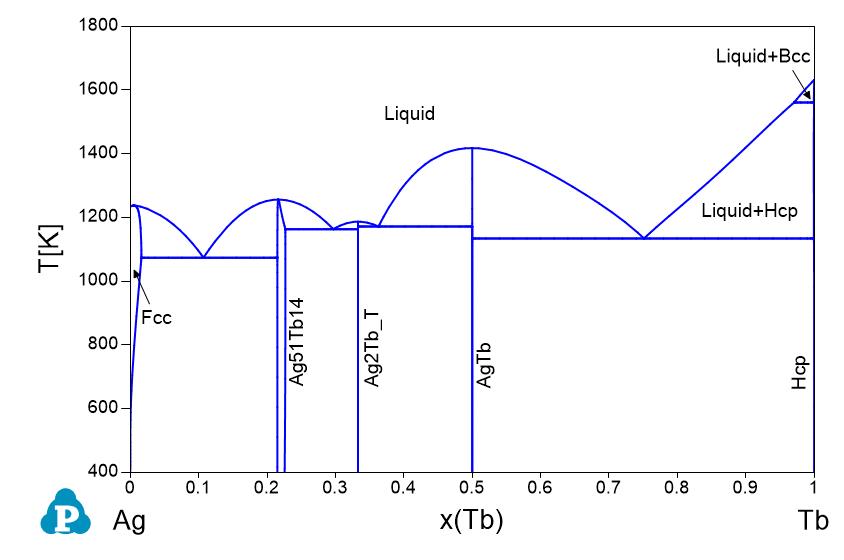 1800
Liquid+Bcc
1600
Liquid
1400
1200
Liquid+Hcp
T[K]
1000
Fcc
Ag51Tb14
Ag2Tb_T
AgTb
Hcp
800
600
400
0 0.1 0.2 0.3 0.4 0.5 0.6 0.7 0.8 0.9 1
P
Ag x(Tb) Tb